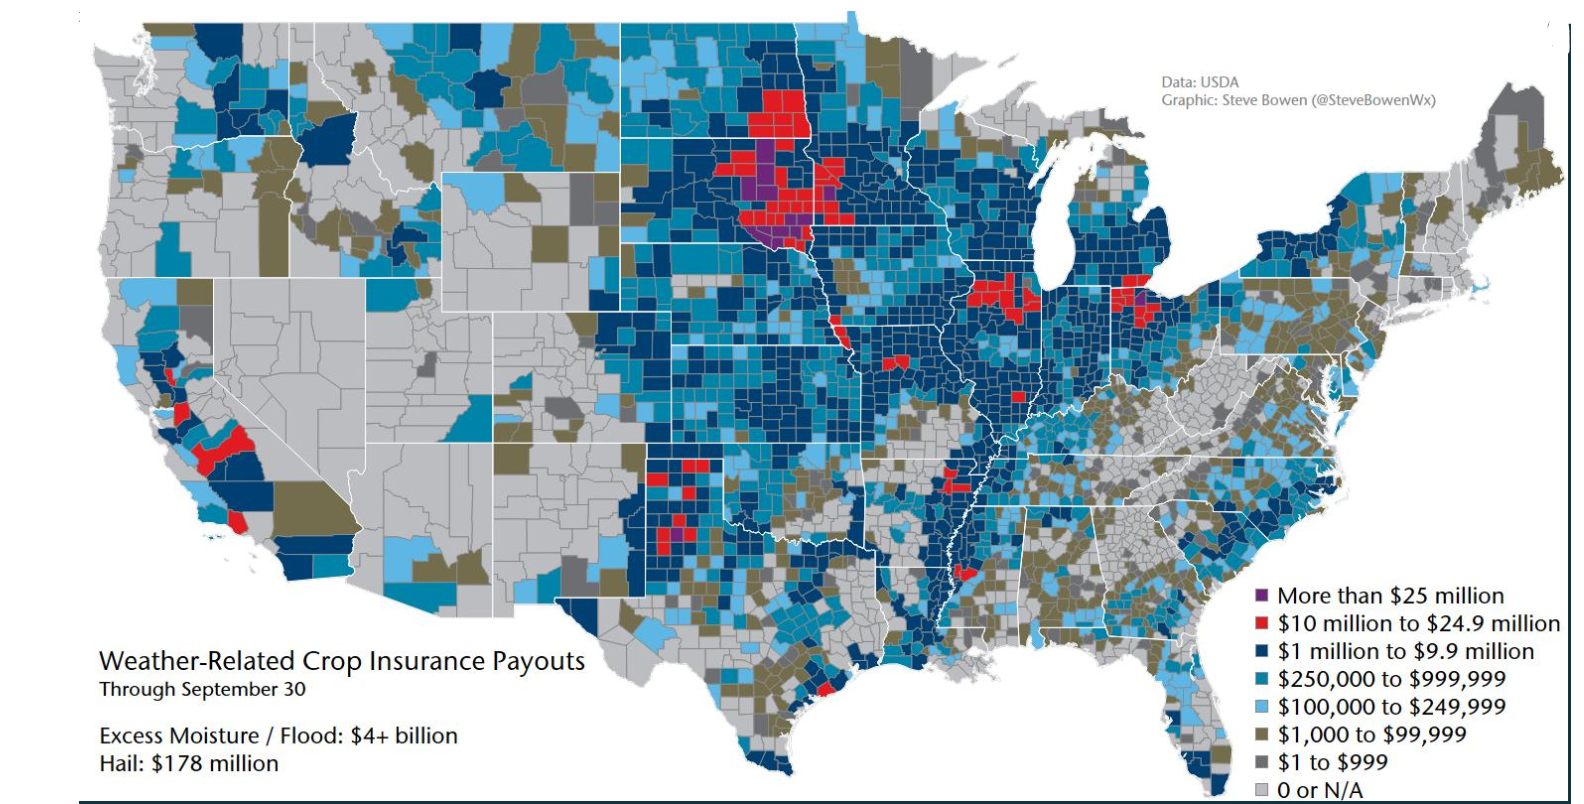 Data: USDA
Graphic: Steve Bowen (@SteveBowenWx)
More than $25 million
$10 million to $24.9 million
$1 million to $9.9 million
$250,000 to $999,999
$100,000 to $249,999
$1,000 to $99,999
$1 to $999
0 or N/A
Weather-Related Crop Insurance Payouts
Through September 30
Excess Moisture / Flood: $4+ billion
Hail: $178 million